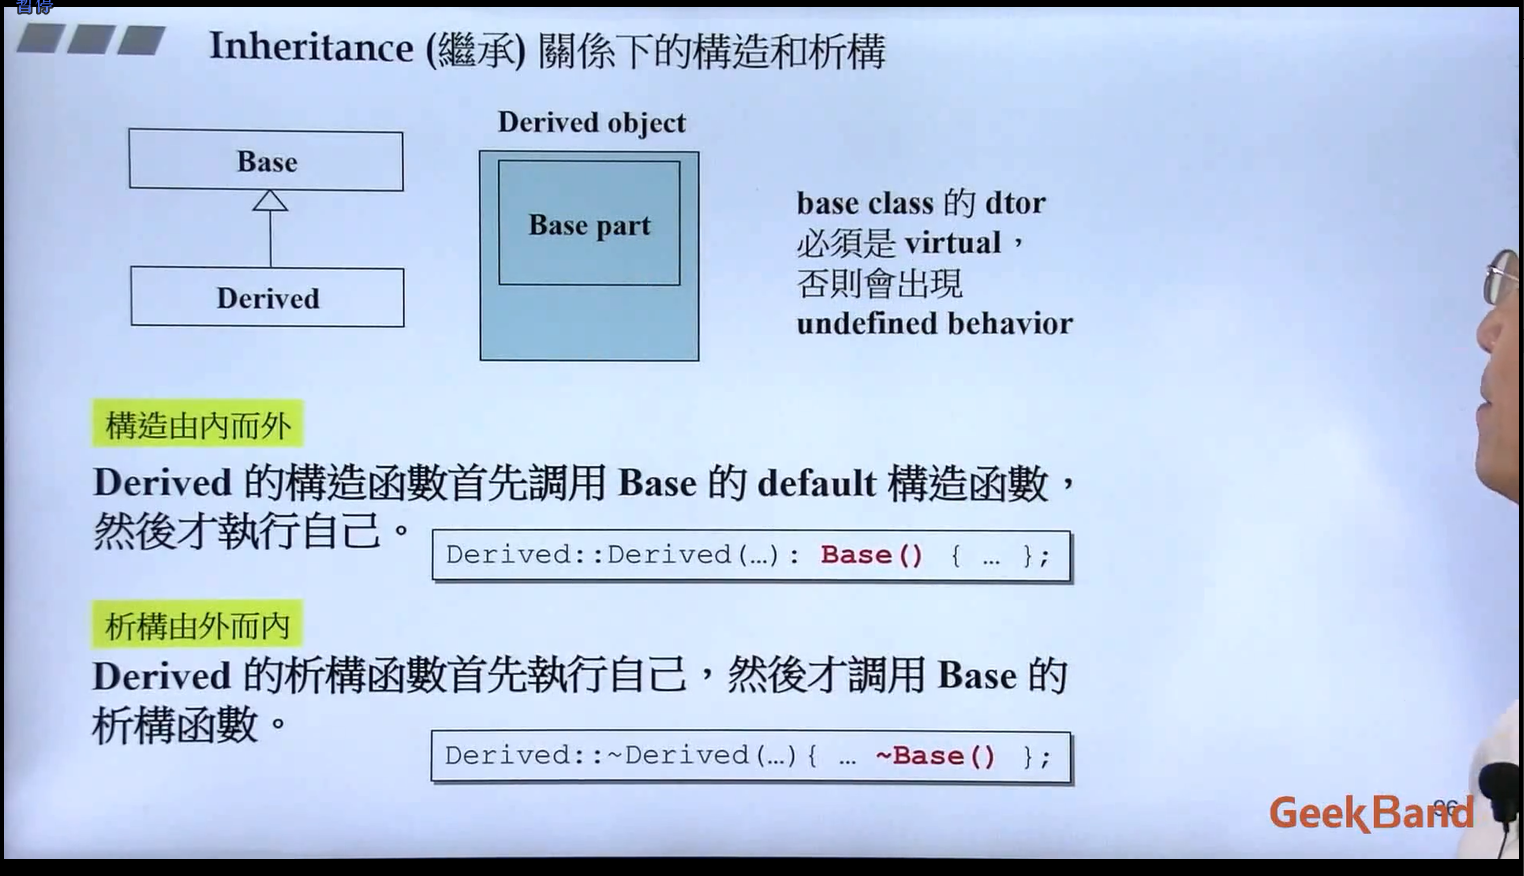 暫停
Inheritance (繼承) 關係下的構造和析構
Base
Derived
Derived object
Base part
base class 的 dtor
必須是 virtual，
否則會出現
undefined behavior
構造由內而外
Derived 的構造函數首先調用 Base 的 default 構造函數，
然後才執行自己。
Derived::Derived(…): Base() { … };
析構由外而內
Derived 的析構函數首先執行自己，然後才調用 Base 的
析構函數。
Derived::~Derived(…){ … ~Base() };
GeekBand
96